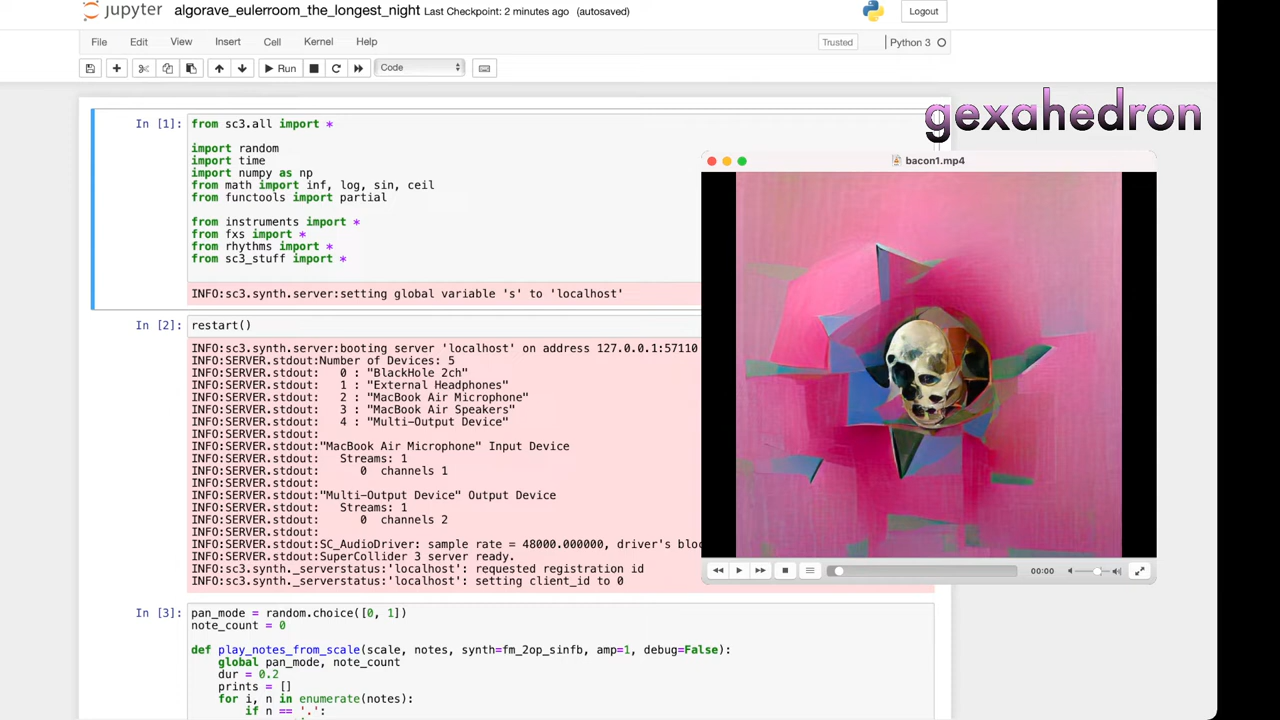 jupyter algorave_eulerroom_the_longest_night Last Checkpoint: 2 minutes ago (autosaved) Logout
File Edit View Insert Cell Kernel Help Trusted Python 3
Run Code
gexahedron
In [1]: from sc3.all import *
import random
import time
import numpy as np
from math import inf, log, sin, ceil
from functools import partial
from instruments import *
from fxs import *
from rhythms import *
from sc3_stuff import *
INFO:sc3.synth.server:setting global variable 's' to 'localhost'
bacon1.mp4
00:00
In [2]: restart()
INFO:sc3.synth.server:booting server 'localhost' on address 127.0.0.1:57110
INFO:SERVER.stdout:Number of Devices: 5
INFO:SERVER.stdout:   0 : "BlackHole 2ch"
INFO:SERVER.stdout:   1 : "External Headphones"
INFO:SERVER.stdout:   2 : "MacBook Air Microphone"
INFO:SERVER.stdout:   3 : "MacBook Air Speakers"
INFO:SERVER.stdout:   4 : "Multi-Output Device"
INFO:SERVER.stdout:
INFO:SERVER.stdout:"MacBook Air Microphone" Input Device
INFO:SERVER.stdout:   Streams: 1
INFO:SERVER.stdout:      0  channels 1
INFO:SERVER.stdout:
INFO:SERVER.stdout:"Multi-Output Device" Output Device
INFO:SERVER.stdout:   Streams: 1
INFO:SERVER.stdout:      0  channels 2
INFO:SERVER.stdout:
INFO:SERVER.stdout:SC_AudioDriver: sample rate = 48000.000000, driver's bloc
INFO:SERVER.stdout:SuperCollider 3 server ready.
INFO:sc3.synth._serverstatus:'localhost': requested registration id
INFO:sc3.synth._serverstatus:'localhost': setting client_id to 0
In [3]: pan_mode = random.choice([0, 1])
note_count = 0
def play_notes_from_scale(scale, notes, synth=fm_2op_sinfb, amp=1, debug=False):
    global pan_mode, note_count
    dur = 0.2
    prints = []
    for i, n in enumerate(notes):
        if n == '.':